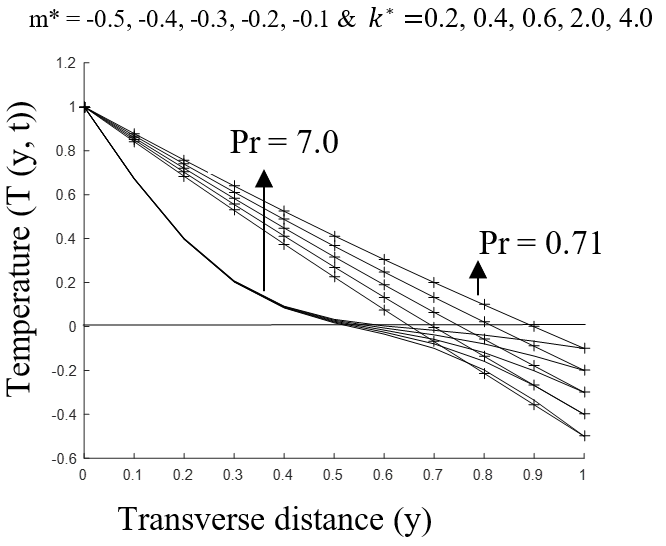 m* = -0.5, -0.4, -0.3, -0.2, -0.1 & k* =0.2, 0.4, 0.6, 2.0, 4.0
1.2
1
0.8
0.6
0.4
0.2
0
-0.2
-0.4
-0.6
Temperature (T (y, t))
Pr = 7.0
Pr = 0.71
0 0.1 0.2 0.3 0.4 0.5 0.6 0.7 0.8 0.9 1
Transverse distance (y)